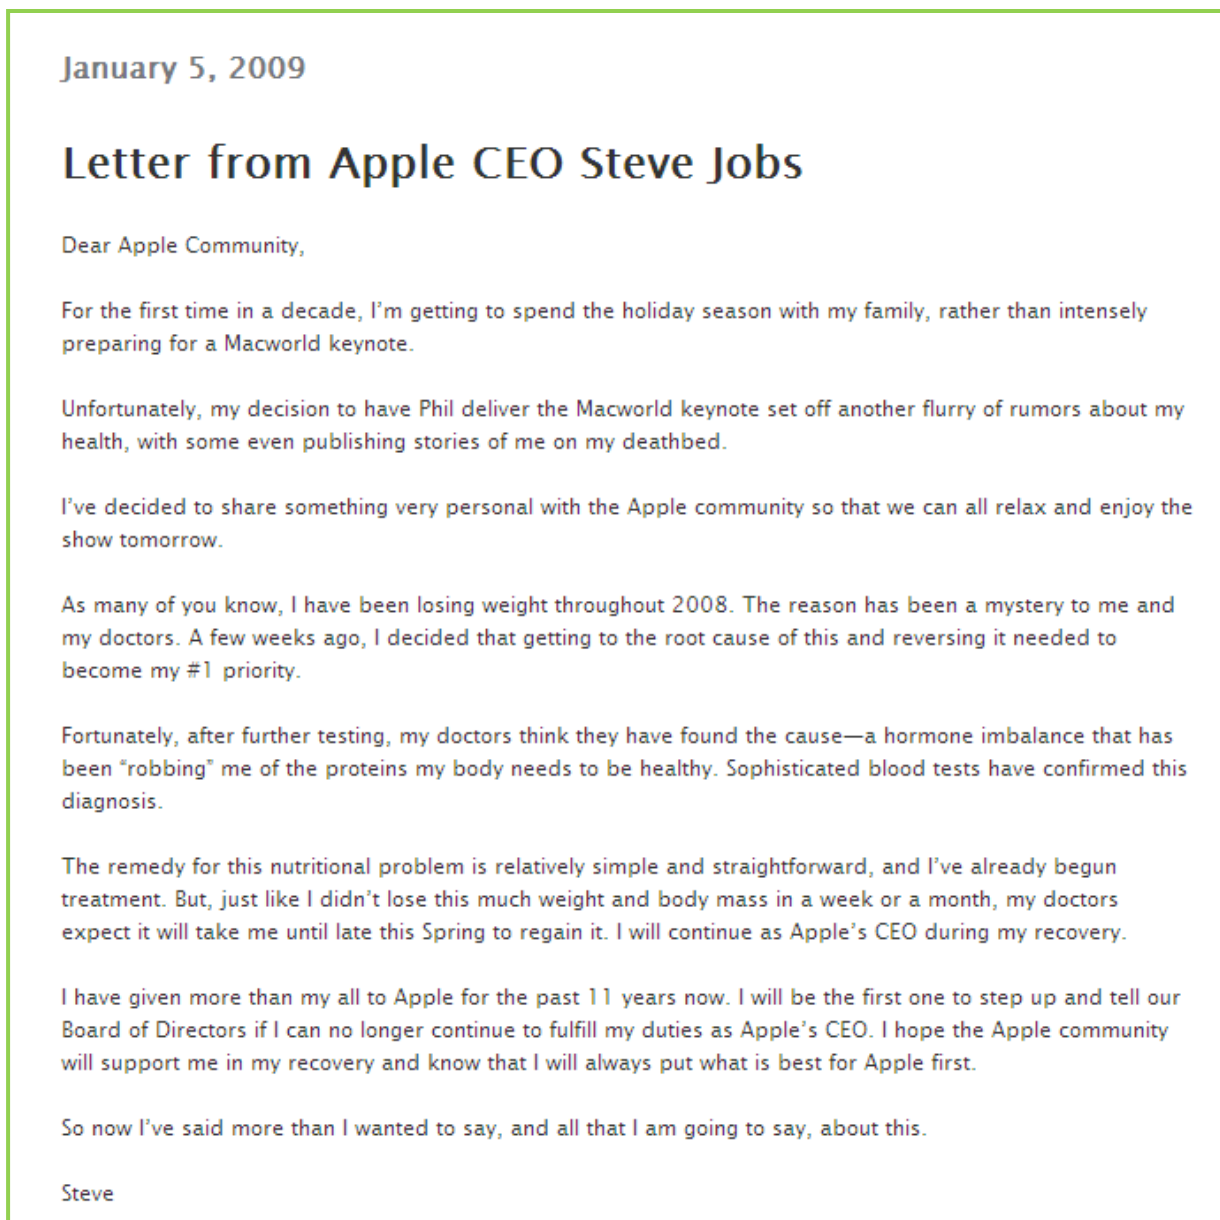 January 5, 2009
Letter from Apple CEO Steve Jobs
Dear Apple Community,
For the first time in a decade, I’m getting to spend the holiday season with my family, rather than intensely
preparing for a Macworld keynote.
Unfortunately, my decision to have Phil deliver the Macworld keynote set off another flurry of rumors about my
health, with some even publishing stories of me on my deathbed.
I’ve decided to share something very personal with the Apple community so that we can all relax and enjoy the
show tomorrow.
As many of you know, I have been losing weight throughout 2008. The reason has been a mystery to me and
my doctors. A few weeks ago, I decided that getting to the root cause of this and reversing it needed to
become my #1 priority.
Fortunately, after further testing, my doctors think they have found the cause—a hormone imbalance that has
been “robbing” me of the proteins my body needs to be healthy. Sophisticated blood tests have confirmed this
diagnosis.
The remedy for this nutritional problem is relatively simple and straightforward, and I’ve already begun
treatment. But, just like I didn’t lose this much weight and body mass in a week or a month, my doctors
expect it will take me until late this Spring to regain it. I will continue as Apple’s CEO during my recovery.
I have given more than my all to Apple for the past 11 years now. I will be the first one to step up and tell our
Board of Directors if I can no longer continue to fulfill my duties as Apple’s CEO. I hope the Apple community
will support me in my recovery and know that I will always put what is best for Apple first.
So now I’ve said more than I wanted to say, and all that I am going to say, about this.
Steve